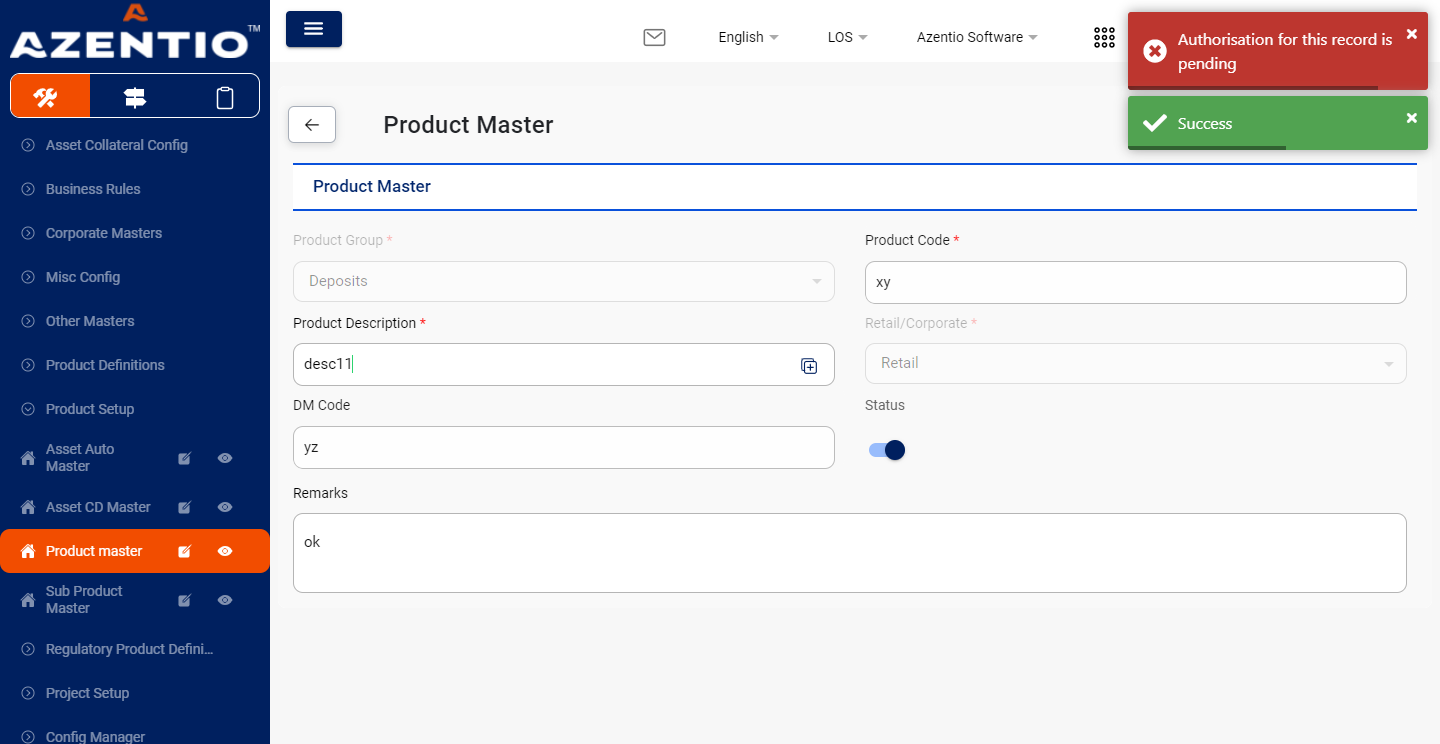 AZENTIO™
English
LOS
Azentio Software
Authorisation for this record is
pending
Success
Asset Collateral Config
Business Rules
Corporate Masters
Misc Config
Other Masters
Product Definitions
Product Setup
Asset Auto
Master
Asset CD Master
Product master
Sub Product
Master
Regulatory Product Defini...
Project Setup
Config Manager
Product Master
Product Master
Product Group *
Deposits
Product Code *
xy
Product Description *
desc11
Retail/Corporate *
Retail
DM Code
yz
Status
Remarks
ok